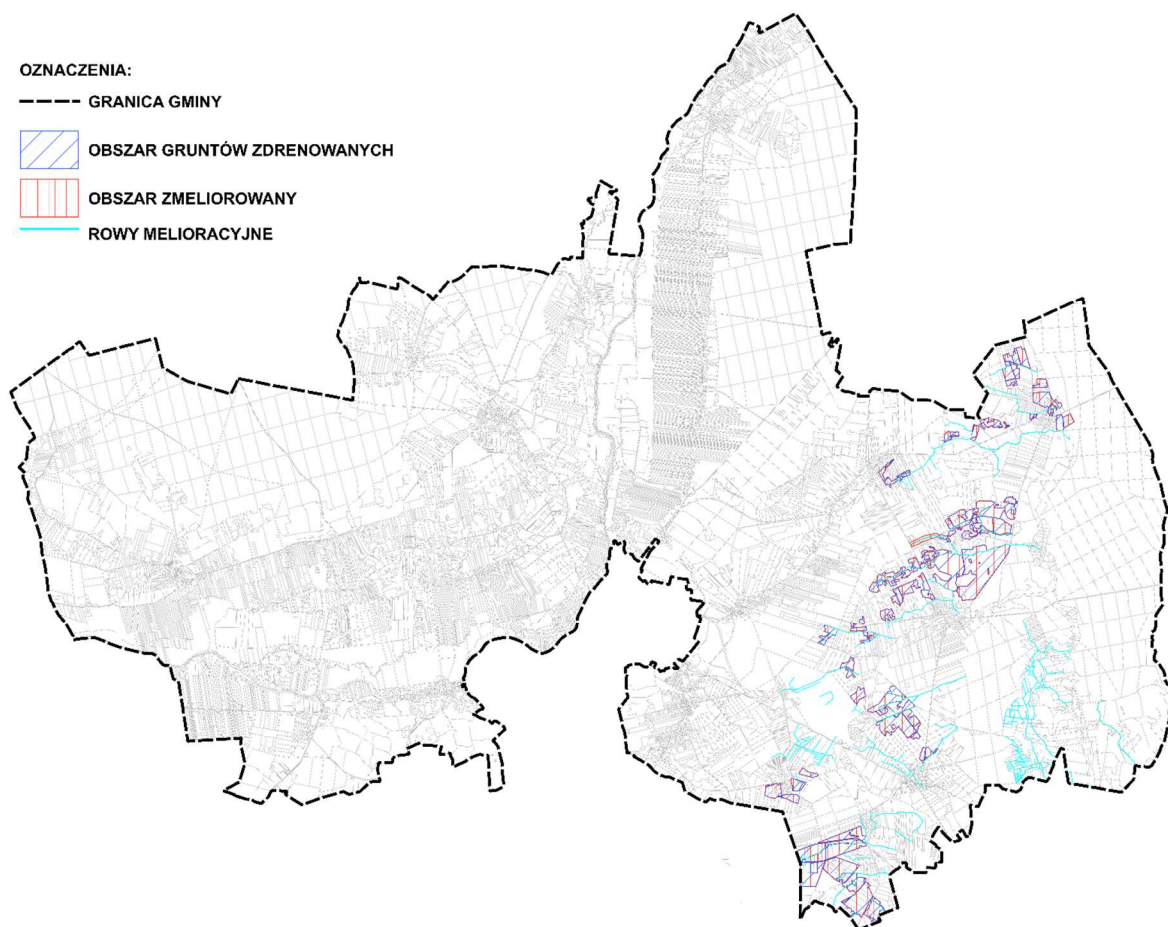 OZNACZENIA:
GRANICA GMINY
OBSZAR GRUNTÓW ZDRENOWANYCH
OBSZAR ZMELIOROWANY
ROWY MELIORACYJNE